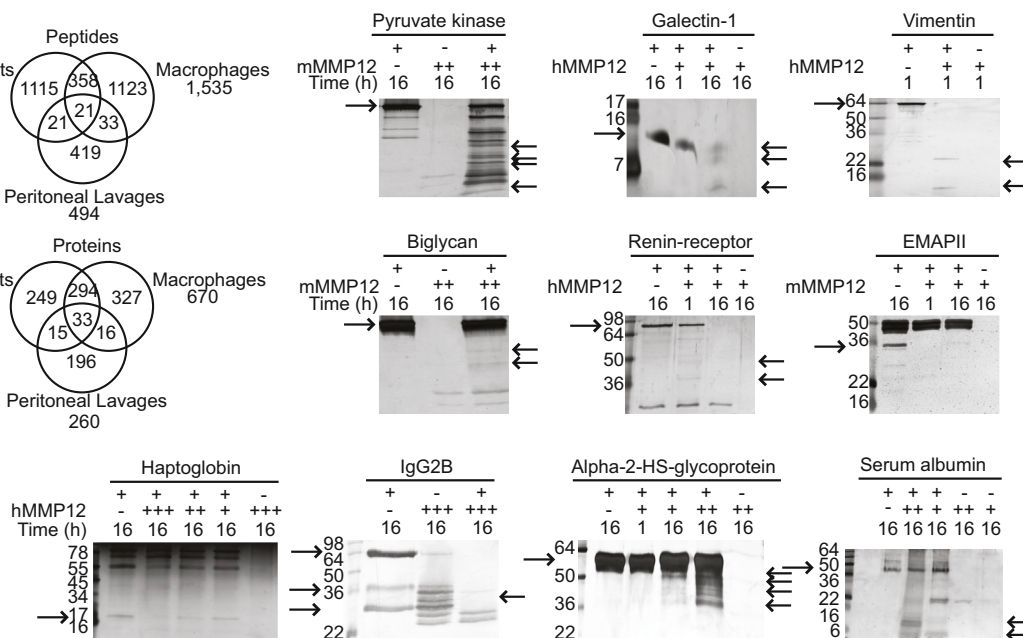 Peptides
ts
1115
358
1123
Macrophages
1,535
21
21
33
419
Peritoneal Lavages
494
Proteins
ts
249
294
327
Macrophages
670
33
15
16
196
Peritoneal Lavages
260
Pyruvate kinase
+ - +
mMMP12 - ++ ++
Time (h) 16 16 16
Galectin-1
+ + + -
hMMP12 - + + +
16 1 16 16
17
16
7
Vimentin
+ + -
hMMP12 - + +
1 1 1
64
50
36
22
16
Biglycan
+ - +
mMMP12 - ++ ++
Time (h) 16 16 16
Renin-receptor
+ + + -
hMMP12 - + + +
16 1 16 16
98
64
50
36
EMAPII
+ + + -
mMMP12 - + + +
16 1 16 16
50
36
22
16
Haptoglobin
+ + + + -
hMMP12 - +++ ++ + +++
Time (h) 16 16 16 16 16
78
55
45
34
17
16
IgG2B
+ - +
- +++ +++
16 16 16
98
64
50
36
22
Alpha-2-HS-glycoprotein
+ + + + -
- + + ++ ++
16 1 16 16 16
64
50
36
22
Serum albumin
+ + + - -
- ++ + ++ +
16 16 16 16 16
64
50
36
22
16
6